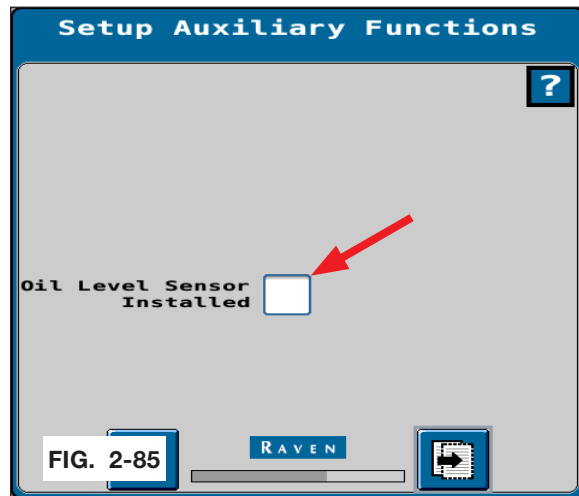 Setup Auxiliary Functions
?
Oil Level Sensor
Installed
RAVEN
FIG. 2-85